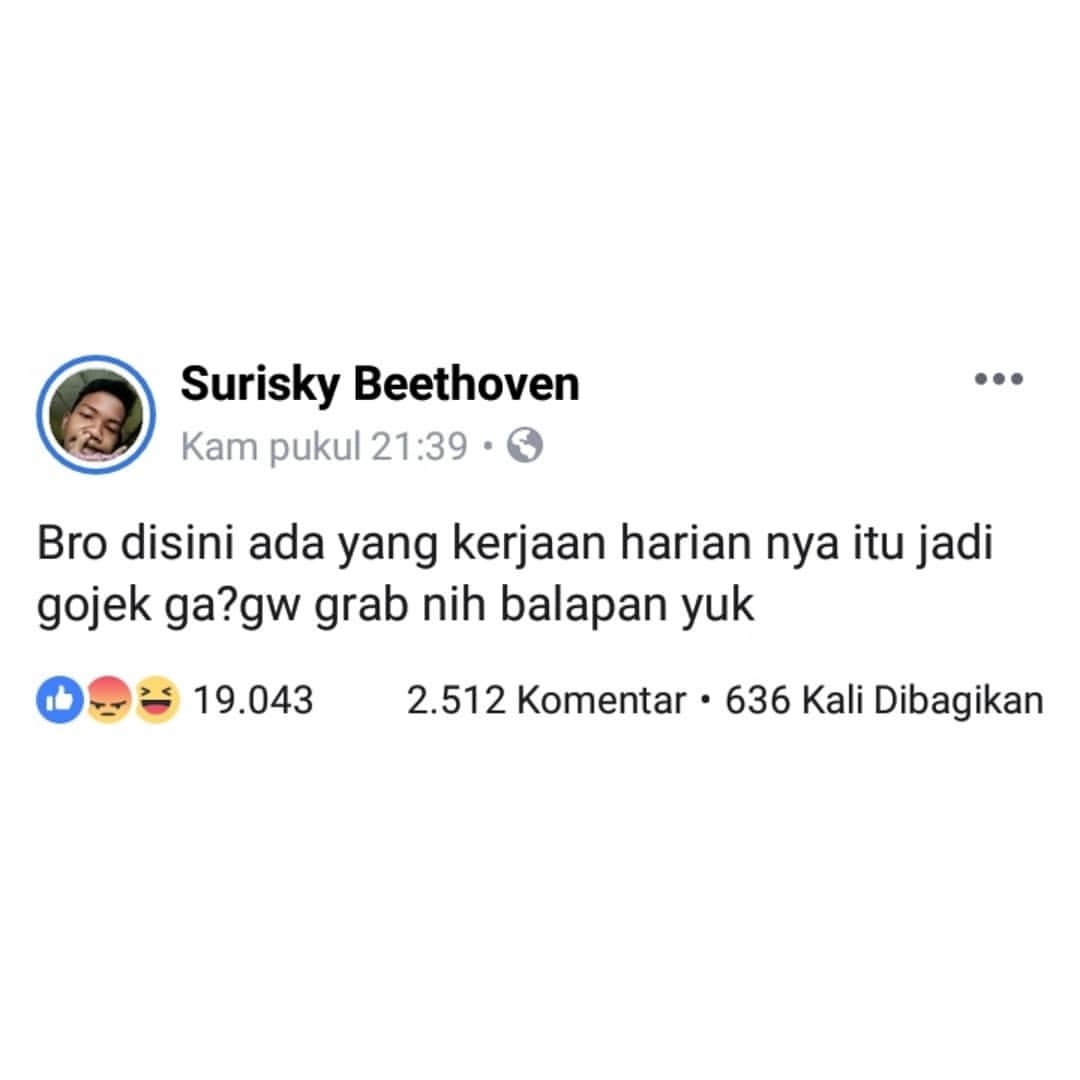 Surisky Beethoven
Kam pukul 21:39 •
Bro disini ada yang kerjaan harian nya itu jadi
gojek ga?gw grab nih balapan yuk
19.043 2.512 Komentar • 636 Kali Dibagikan